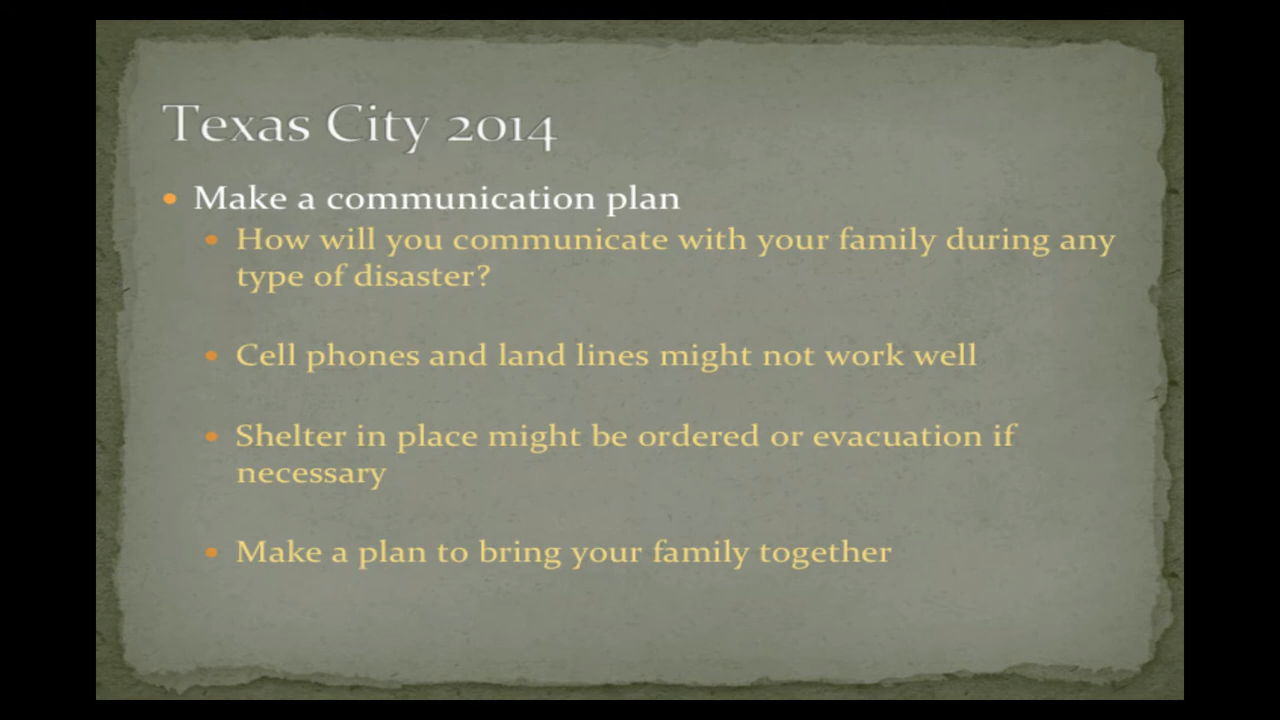 Texas City 2014
• Make a communication plan
• How will you communicate with your family during any
type of disaster?
• Cell phones and land lines might not work well
• Shelter in place might be ordered or evacuation if
necessary
• Make a plan to bring your family together